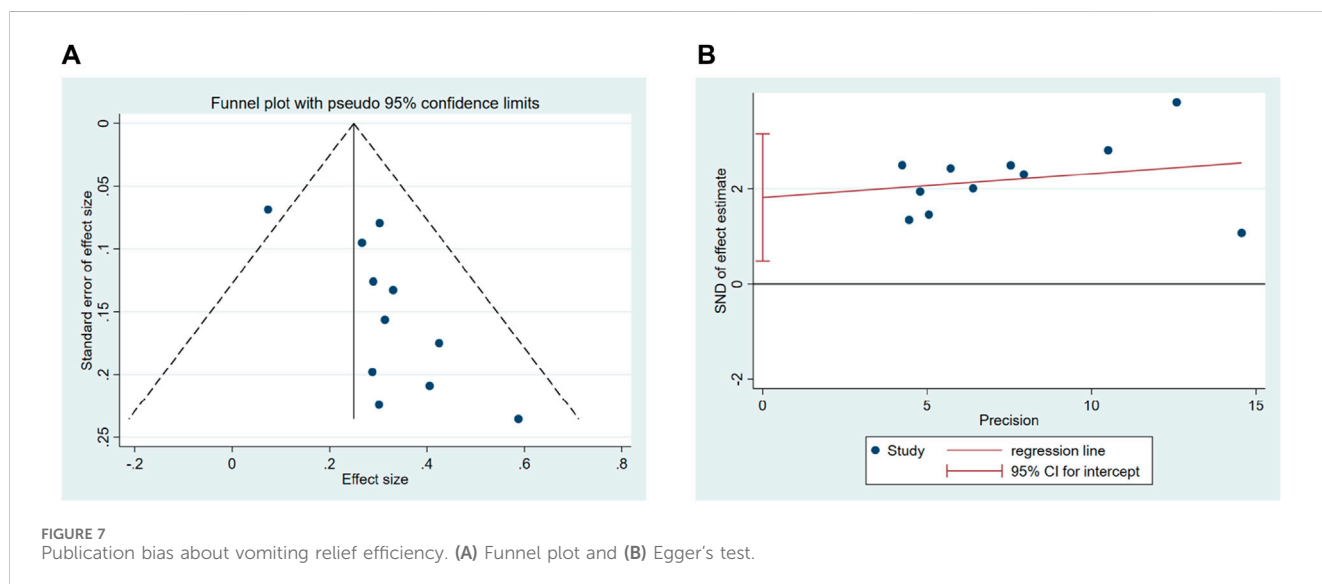 A
Funnel plot with pseudo 95% confidence limits
Standard error of effect size
0
.05
.1
.15
.2
.25
-.2
0
.2
.4
.6
.8
Effect size
B
SND of effect estimate
2
0
-2
0
5
10
15
Precision
Study
regression line
95% CI for intercept
FIGURE 7
Publication bias about vomiting relief efficiency. (A) Funnel plot and (B) Egger's test.